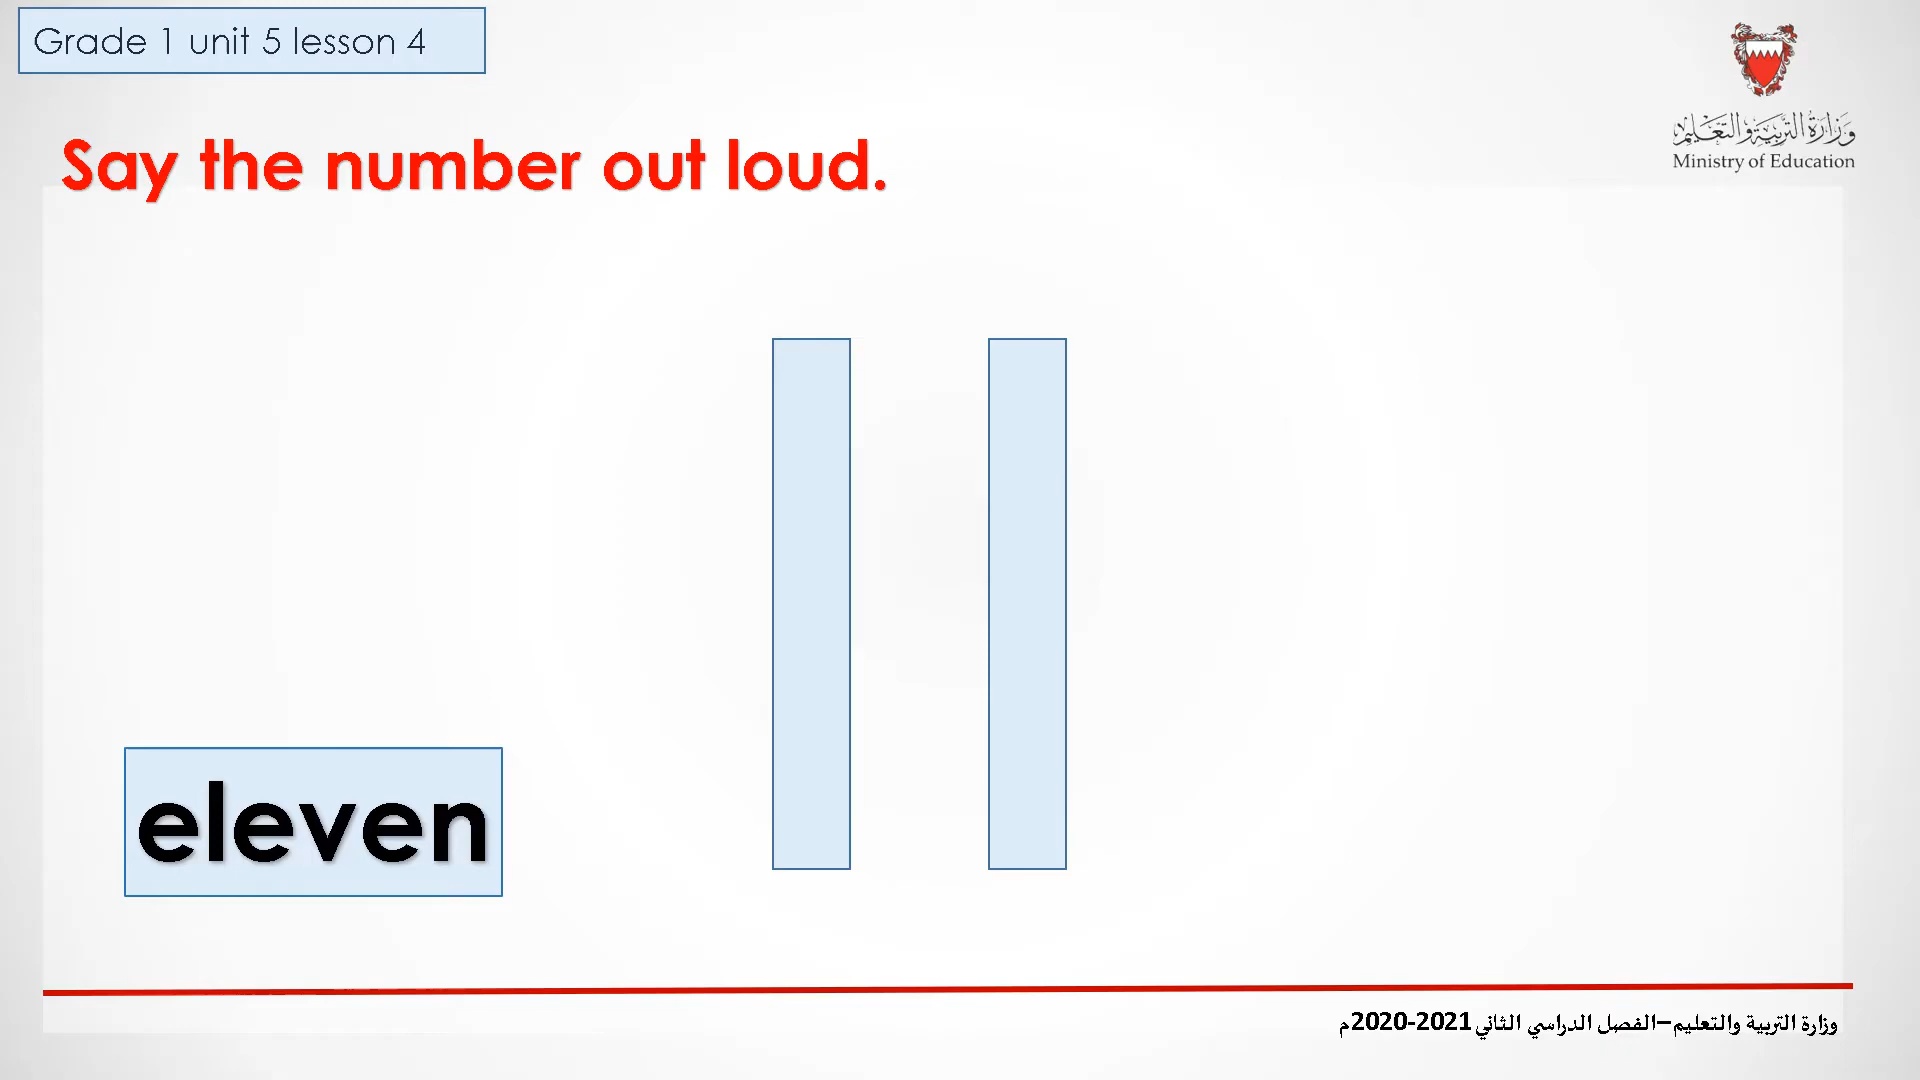 Grade 1 unit 5 lesson 4
وزارة التربية والتعليم
Ministry of Education
Say the number out loud.
eleven
وزارة التربية والتعليم – الفصل الدراسي الثاني 2020-2021م